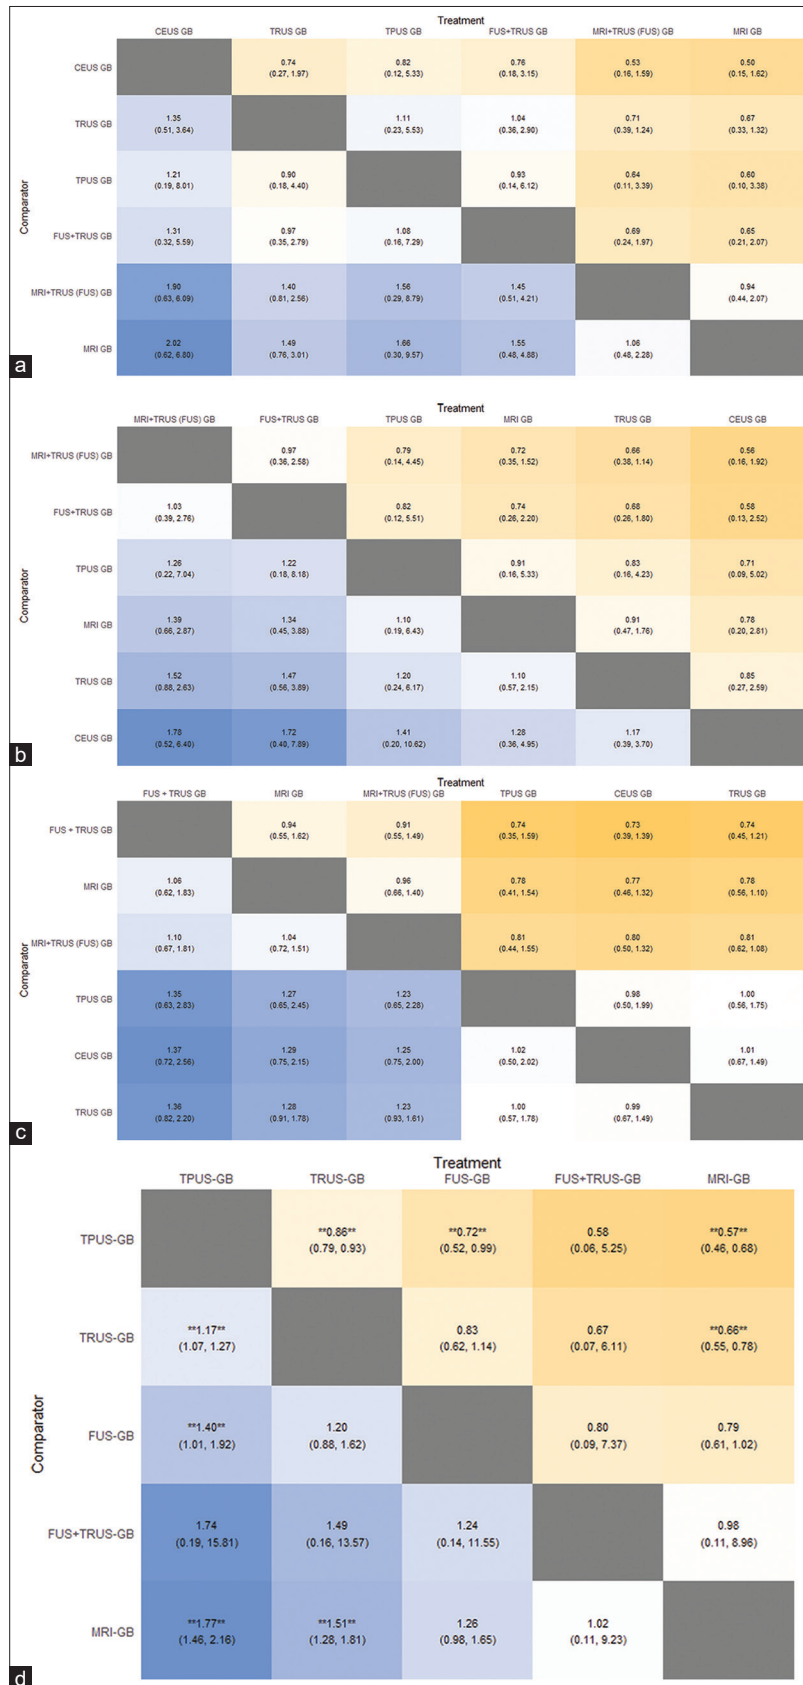 Treatment
CEUS GB TRUS GB TPUS GB FUS+TRUS GB MRI+TRUS (FUS) GB MRI GB
Comparator
CEUS GB
0.74 0.82 0.76 0.53 0.50
(0.27, 1.97) (0.12, 5.33) (0.18, 3.15) (0.16, 1.59) (0.15, 1.62)
TRUS GB
1.35 1.11 1.04 0.71 0.67
(0.51, 3.64) (0.23, 5.53) (0.36, 2.90) (0.39, 1.24) (0.33, 1.32)
TPUS GB
1.21 0.90 0.93 0.64 0.60
(0.19, 8.01) (0.18, 4.40) (0.14, 6.12) (0.11, 3.39) (0.10, 3.38)
FUS+TRUS GB
1.31 0.97 1.08 0.69 0.65
(0.32, 5.59) (0.35, 2.79) (0.16, 7.29) (0.24, 1.97) (0.21, 2.07)
MRI+TRUS (FUS) GB
1.90 1.40 1.56 1.45 0.94
(0.63, 6.09) (0.81, 2.56) (0.29, 8.79) (0.51, 4.21) (0.44, 2.07)
MRI GB
2.02 1.49 1.66 1.55 1.06
(0.62, 6.80) (0.76, 3.01) (0.30, 9.57) (0.48, 4.88) (0.48, 2.28)
a
Treatment
MRI+TRUS (FUS) GB FUS+TRUS GB TPUS GB MRI GB TRUS GB CEUS GB
Comparator
MRI+TRUS (FUS) GB
0.97 0.79 0.72 0.66 0.56
(0.36, 2.58) (0.14, 4.45) (0.35, 1.52) (0.38, 1.14) (0.16, 1.92)
FUS+TRUS GB
1.03 0.82 0.74 0.68 0.58
(0.39, 2.76) (0.12, 5.51) (0.26, 2.20) (0.26, 1.80) (0.13, 2.52)
TPUS GB
1.26 1.22 0.91 0.83 0.71
(0.22, 7.04) (0.18, 8.18) (0.16, 5.33) (0.16, 4.23) (0.09, 5.02)
MRI GB
1.39 1.34 1.10 0.91 0.78
(0.66, 2.87) (0.45, 3.88) (0.19, 6.43) (0.47, 1.76) (0.20, 2.81)
TRUS GB
1.52 1.47 1.20 1.10 0.85
(0.88, 2.63) (0.56, 3.89) (0.24, 6.17) (0.57, 2.15) (0.27, 2.59)
CEUS GB
1.78 1.72 1.41 1.28 1.17
(0.52, 6.40) (0.40, 7.89) (0.20, 10.62) (0.36, 4.95) (0.39, 3.70)
b
Treatment
FUS + TRUS GB MRI GB MRI+TRUS (FUS) GB TPUS GB CEUS GB TRUS GB
Comparator
FUS + TRUS GB
0.94 0.91 0.74 0.73 0.74
(0.55, 1.62) (0.55, 1.49) (0.35, 1.59) (0.39, 1.39) (0.45, 1.21)
MRI GB
1.06 0.96 0.78 0.77 0.78
(0.62, 1.83) (0.66, 1.40) (0.41, 1.54) (0.46, 1.32) (0.56, 1.10)
MRI+TRUS (FUS) GB
1.10 1.04 0.81 0.80 0.81
(0.67, 1.81) (0.72, 1.51) (0.44, 1.55) (0.50, 1.32) (0.62, 1.08)
TPUS GB
1.35 1.27 1.23 0.98 1.00
(0.63, 2.83) (0.65, 2.45) (0.65, 2.28) (0.50, 1.99) (0.56, 1.75)
CEUS GB
1.37 1.29 1.25 1.02 1.01
(0.72, 2.56) (0.75, 2.15) (0.75, 2.00) (0.50, 2.02) (0.67, 1.49)
TRUS GB
1.36 1.28 1.23 1.00 0.99
(0.82, 2.20) (0.91, 1.78) (0.93, 1.61) (0.57, 1.78) (0.67, 1.49)
c
Treatment
TPUS-GB TRUS-GB FUS-GB FUS+TRUS-GB MRI-GB
Comparator
TPUS-GB
**0.86** **0.72** 0.58 **0.57**
(0.79, 0.93) (0.52, 0.99) (0.06, 5.25) (0.46, 0.68)
TRUS-GB
**1.17** 0.83 0.67 **0.66**
(1.07, 1.27) (0.62, 1.14) (0.07, 6.11) (0.55, 0.78)
FUS-GB
**1.40** 1.20 0.80 0.79
(1.01, 1.92) (0.88, 1.62) (0.09, 7.37) (0.61, 1.02)
FUS+TRUS-GB
1.74 1.49 1.24 0.98
(0.19, 15.81) (0.16, 13.57) (0.14, 11.55) (0.11, 8.96)
MRI-GB
**1.77** **1.51** 1.26 1.02
(1.46, 2.16) (1.28, 1.81) (0.98, 1.65) (0.11, 9.23)
d